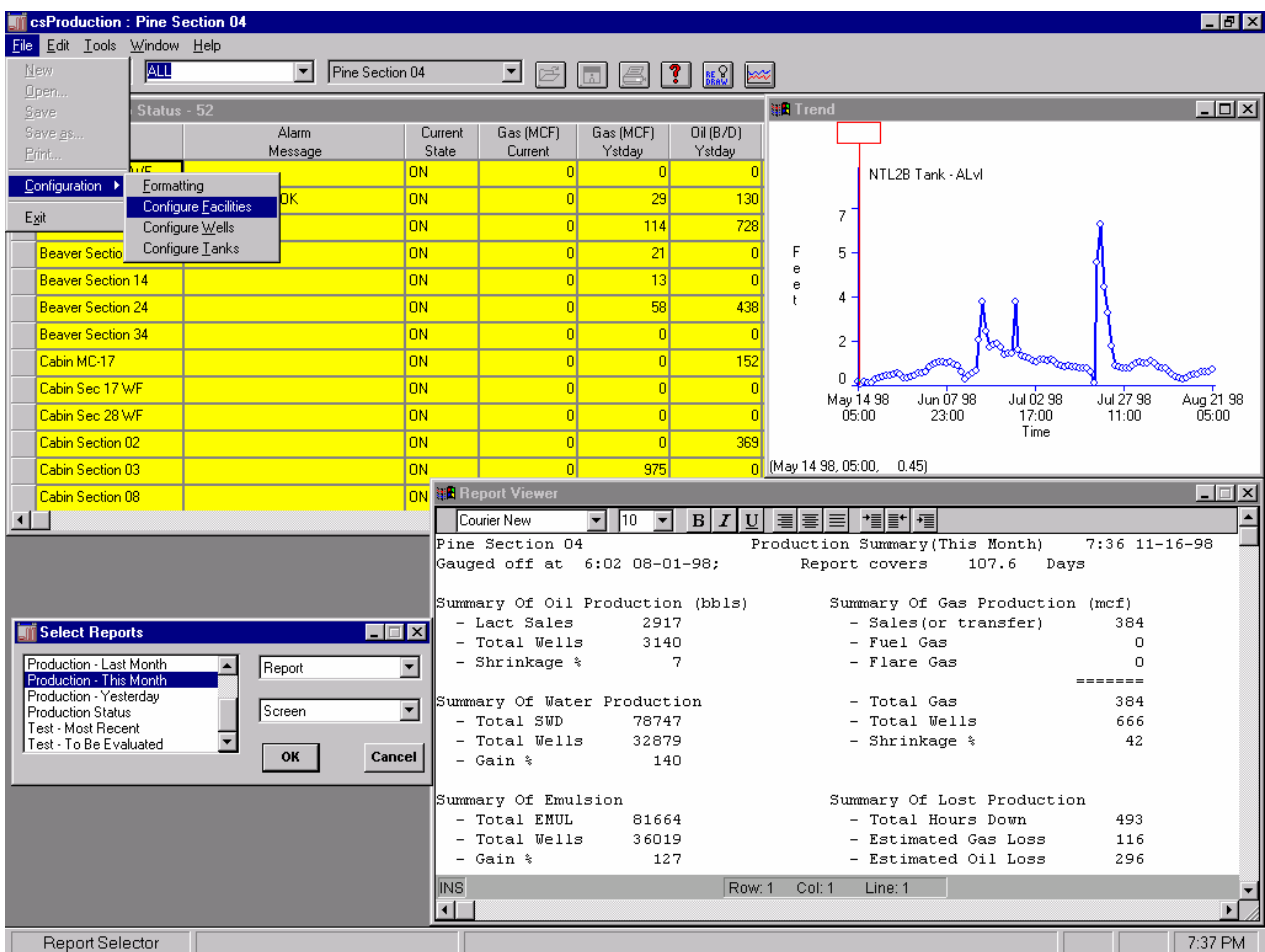 csProduction : Pine Section 04
File Edit Tools Window Help
New
Open...
Save
Save as...
Print...
Configuration
Exit
Formatting
Configure Facilities
Configure Wells
Configure Tanks
ALL
Pine Section 04
RE DRAW
Status - 52
Alarm Message Current State Gas (MCF) Current Gas (MCF) Ystday Oil (B/D) Ystday
ON 0 0 0
OK ON 0 29 130
ON 0 114 728
Beaver Sectio ON 0 21 0
Beaver Section 14 ON 0 13 0
Beaver Section 24 ON 0 58 438
Beaver Section 34 ON 0 0 0
Cabin MC-17 ON 0 0 152
Cabin Sec 17 WF ON 0 0 0
Cabin Sec 28 WF ON 0 0 0
Cabin Section 02 ON 0 0 369
Cabin Section 03 ON 0 975 0
Cabin Section 08 ON
Trend
NTL2B Tank - ALvl
Feet
7
5
4
2
0
May 14 98 05:00
Jun 07 98 23:00
Jul 02 98 17:00
Jul 27 98 11:00
Aug 21 98 05:00
Time
(May 14 98, 05:00, 0.45)
Report Viewer
Courier New 10 B I U
Pine Section 04 Production Summary(This Month) 7:36 11-16-98
Gauged off at 6:02 08-01-98; Report covers 107.6 Days
Summary Of Oil Production (bbls) Summary Of Gas Production (mcf)
- Lact Sales 2917 - Sales(or transfer) 384
- Total Wells 3140 - Fuel Gas 0
- Shrinkage % 7 - Flare Gas 0
=======
Summary Of Water Production - Total Gas 384
- Total SWD 78747 - Total Wells 666
- Total Wells 32879 - Shrinkage % 42
- Gain % 140
Summary Of Emulsion Summary Of Lost Production
- Total EMUL 81664 - Total Hours Down 493
- Total Wells 36019 - Estimated Gas Loss 116
- Gain % 127 - Estimated Oil Loss 296
INS Row: 1 Col: 1 Line: 1
Select Reports
Production - Last Month
Production - This Month
Production - Yesterday
Production Status
Test - Most Recent
Test - To Be Evaluated
Report
Screen
OK Cancel
Report Selector 7:37 PM